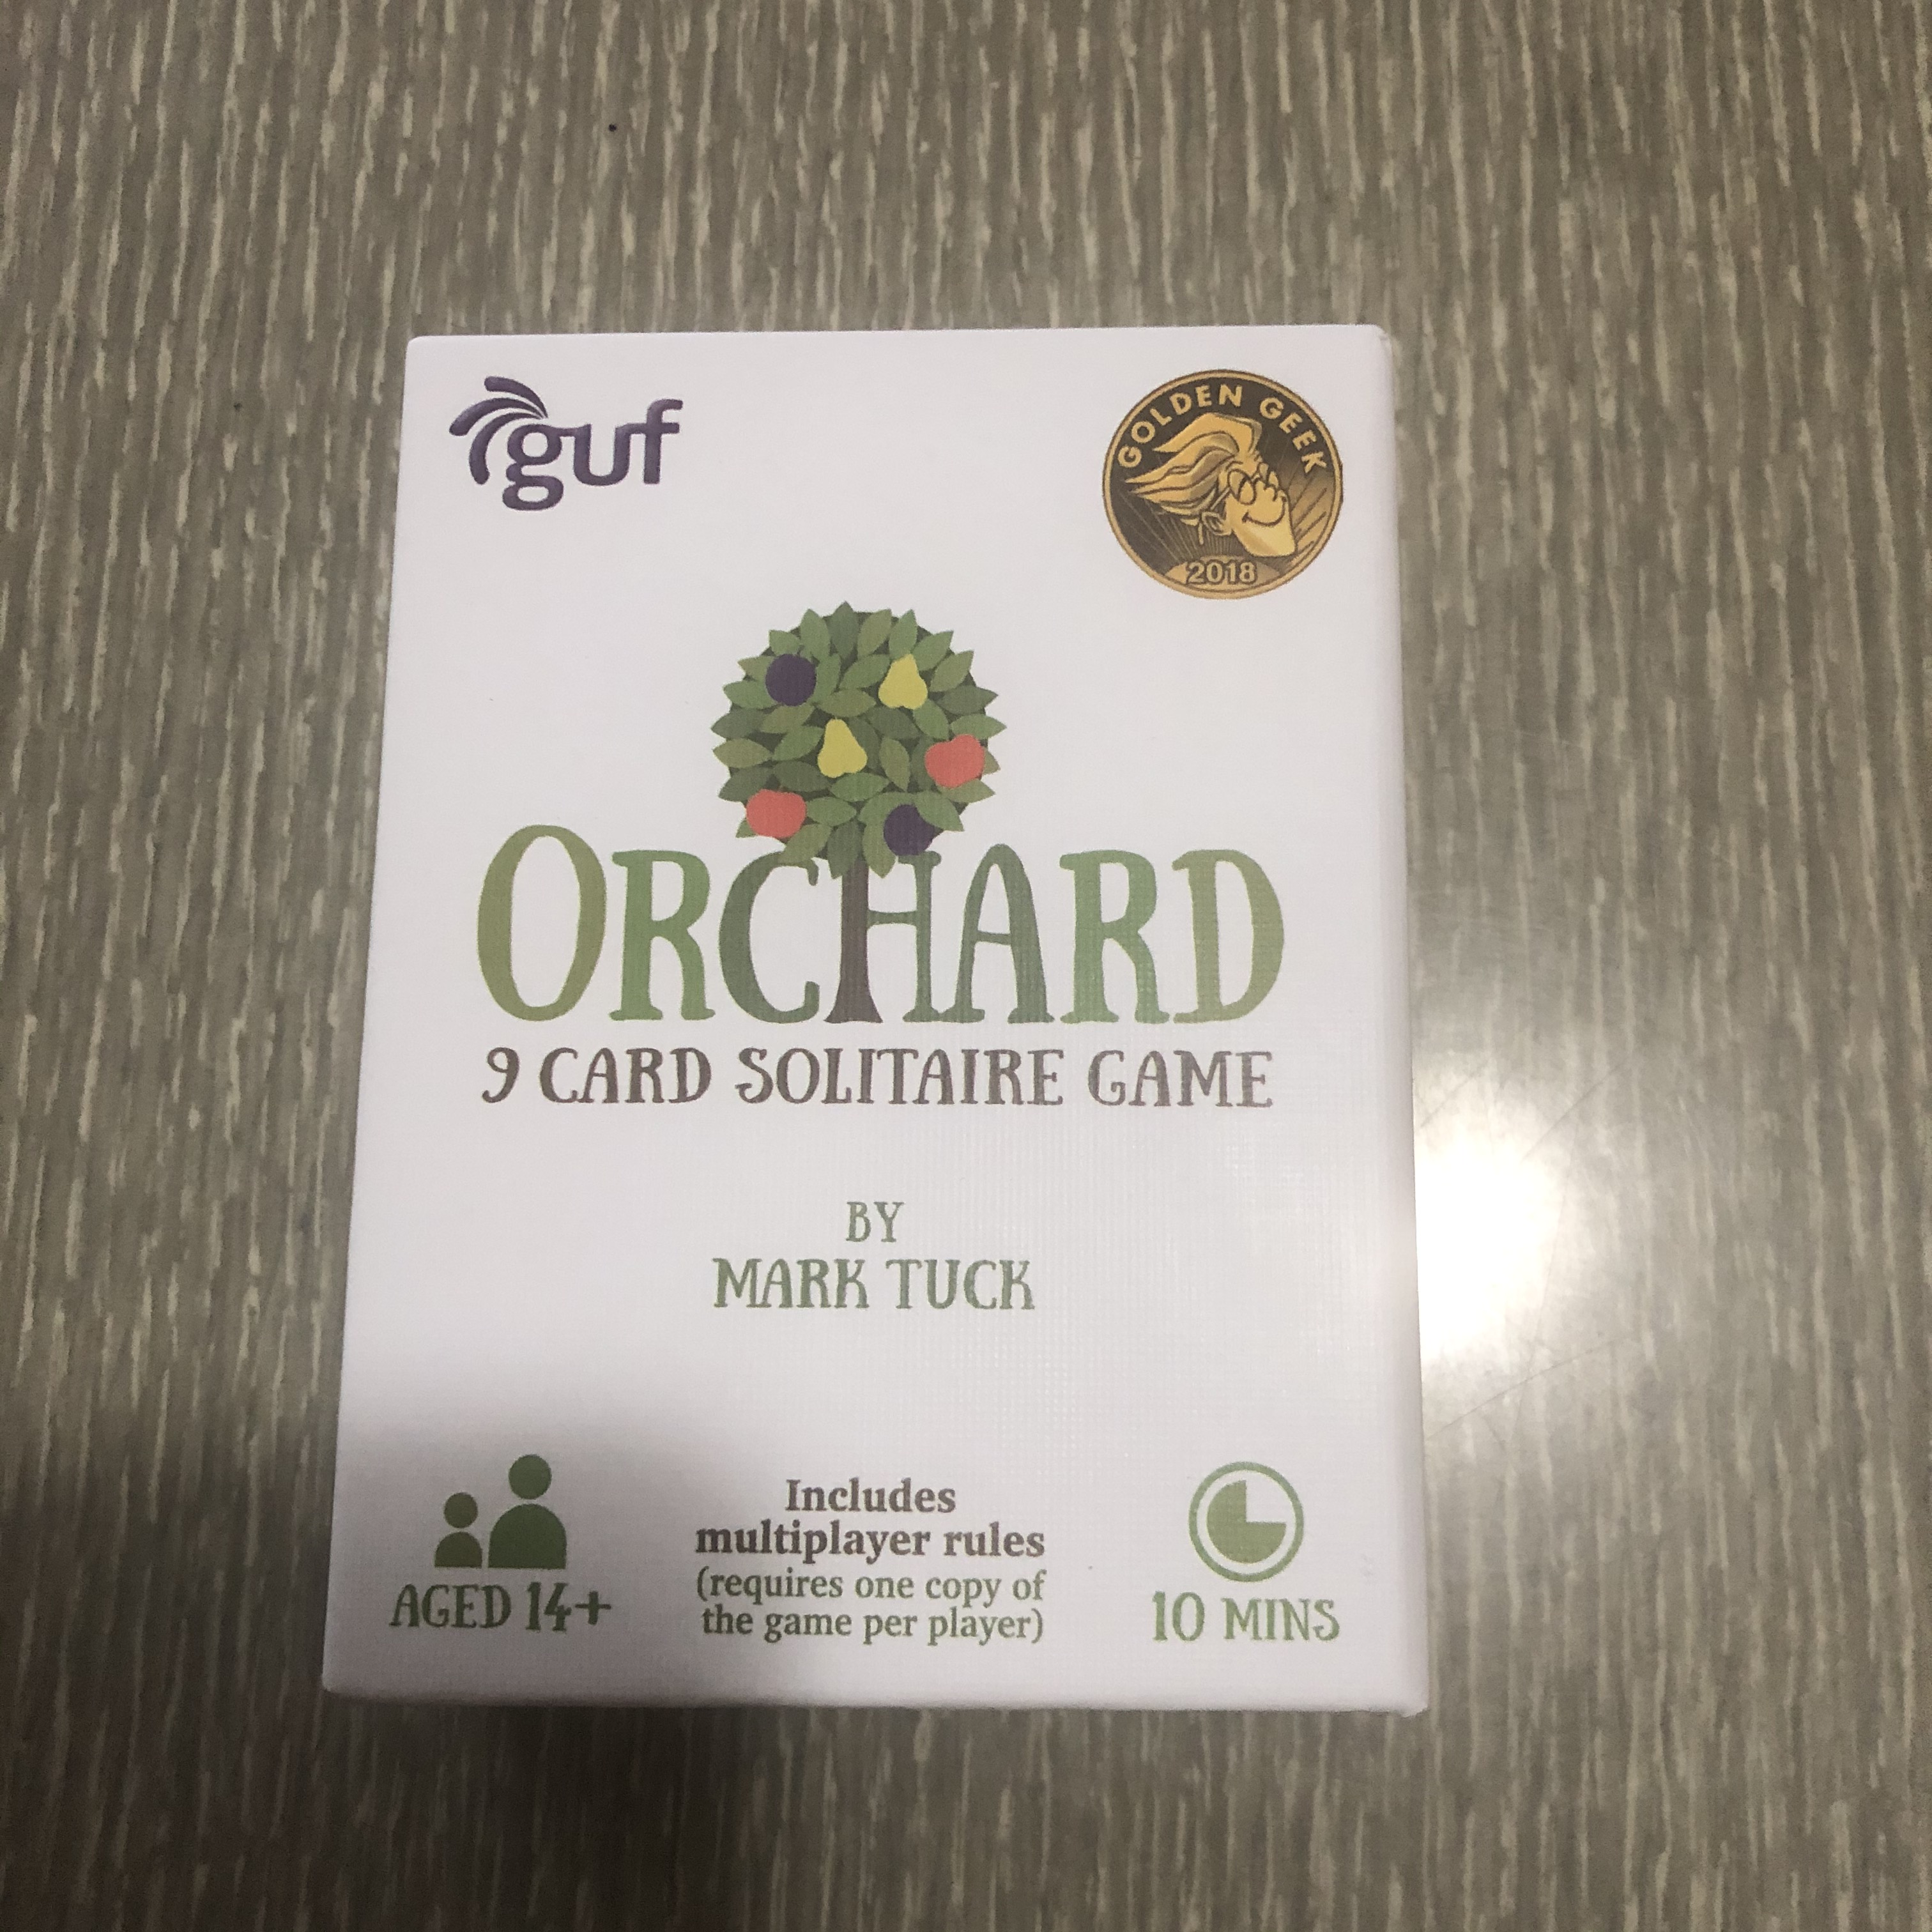 guf
GOLDEN GEEK
2018
ORCHARD
9 CARD SOLITAIRE GAME
BY
MARK TUCK
AGED 14+
Includes
multiplayer rules
(requires one copy of
the game per player)
10 MINS